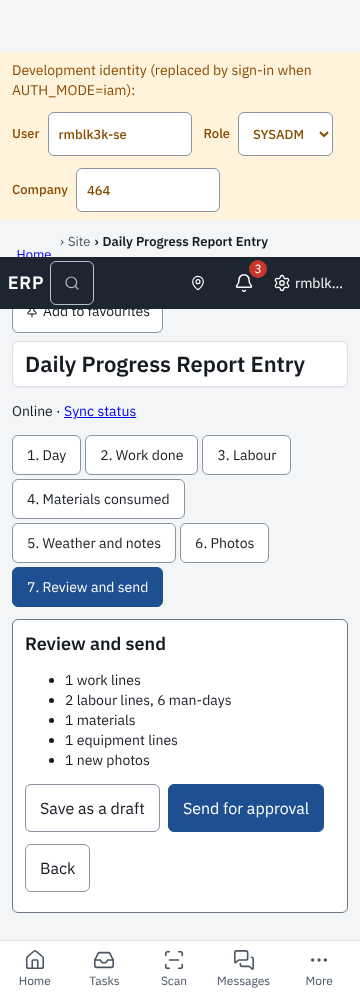 Development identity (replaced by sign-in when
AUTH_MODE=iam):
User rmblk3k-se Role SYSADM
Company 464
Home › Site › Daily Progress Report Entry
ERP 3 rmblk...
Add to favourites
Daily Progress Report Entry
Online · Sync status
1. Day 2. Work done 3. Labour
4. Materials consumed
5. Weather and notes 6. Photos
7. Review and send
Review and send
• 1 work lines
• 2 labour lines, 6 man-days
• 1 materials
• 1 equipment lines
• 1 new photos
Save as a draft Send for approval
Back
Home Tasks Scan Messages More